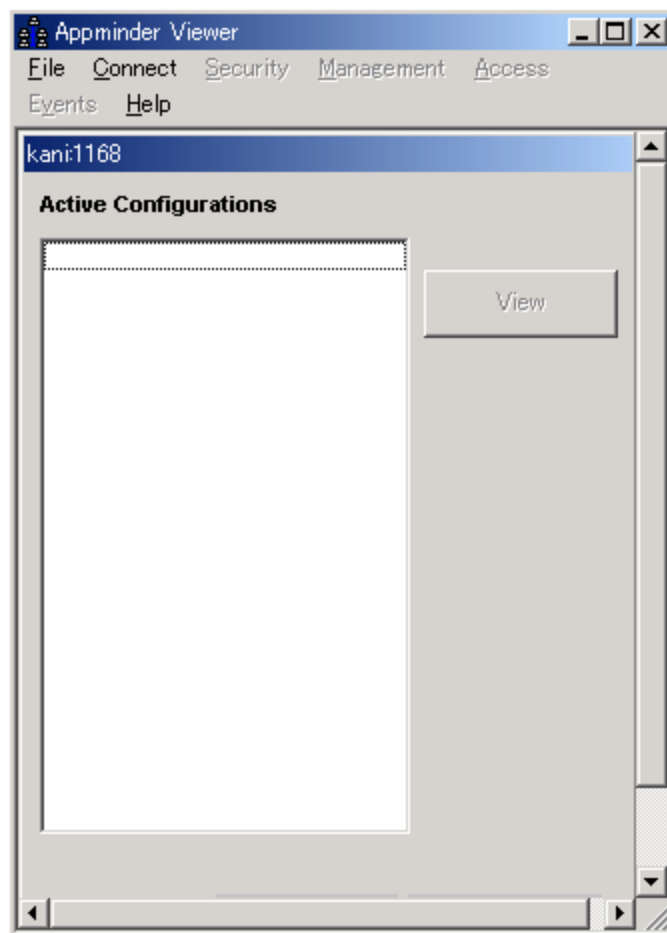 Appminder Viewer
File Connect Security Management Access
Events Help
kani:1168
Active Configurations
View